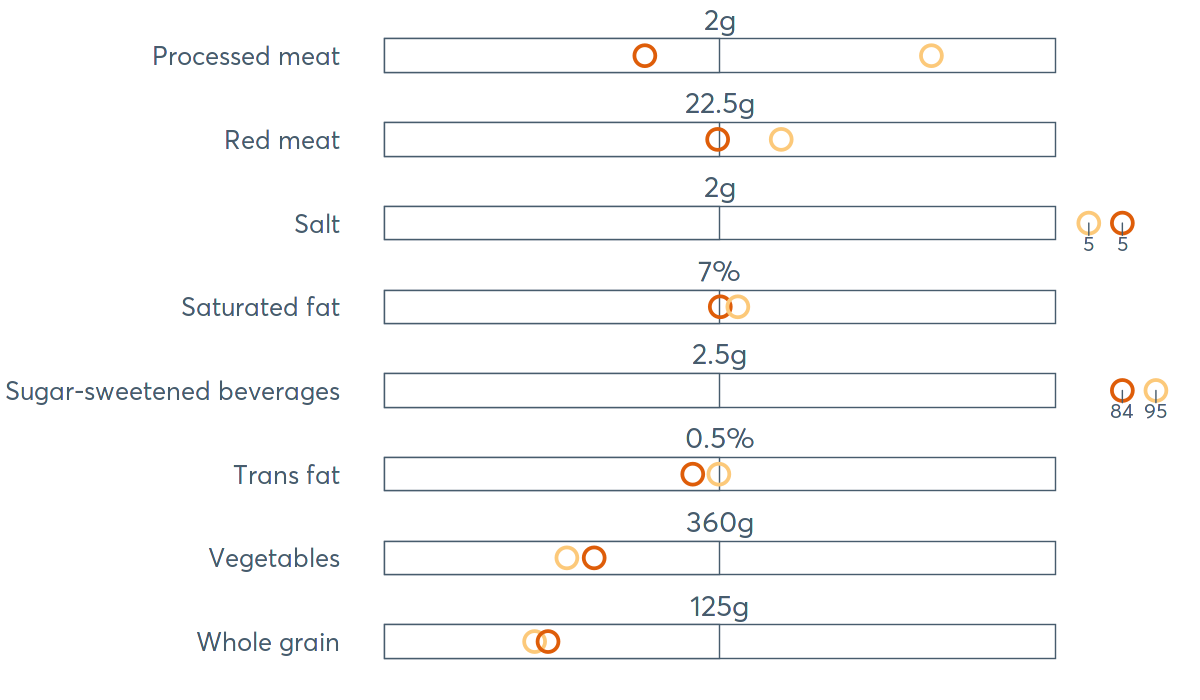 2g
Processed meat
22.5g
Red meat
2g
Salt
5 5
7%
Saturated fat
2.5g
Sugar-sweetened beverages
84 95
0.5%
Trans fat
360g
Vegetables
125g
Whole grain